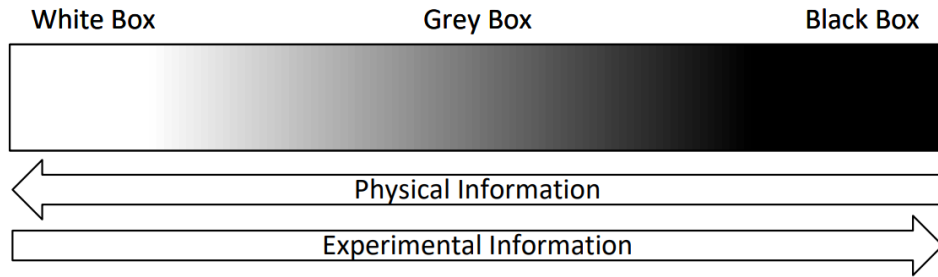 White Box Grey Box Black Box
Physical Information
Experimental Information